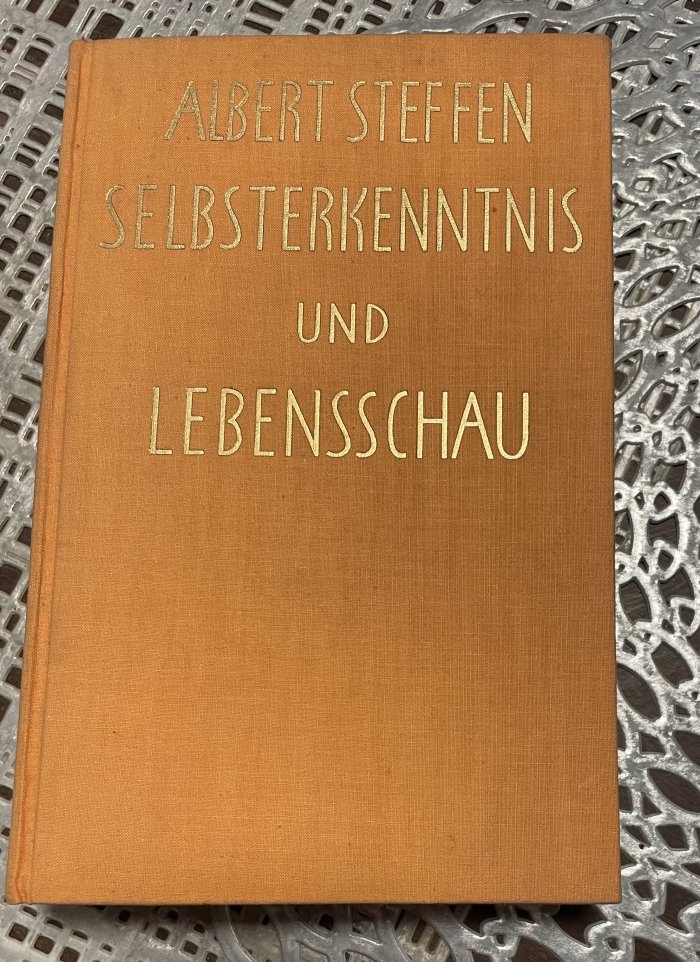 ALBERT STEFFEN
SELBSTERKENNTNIS
UND
LEBENSSCHAU